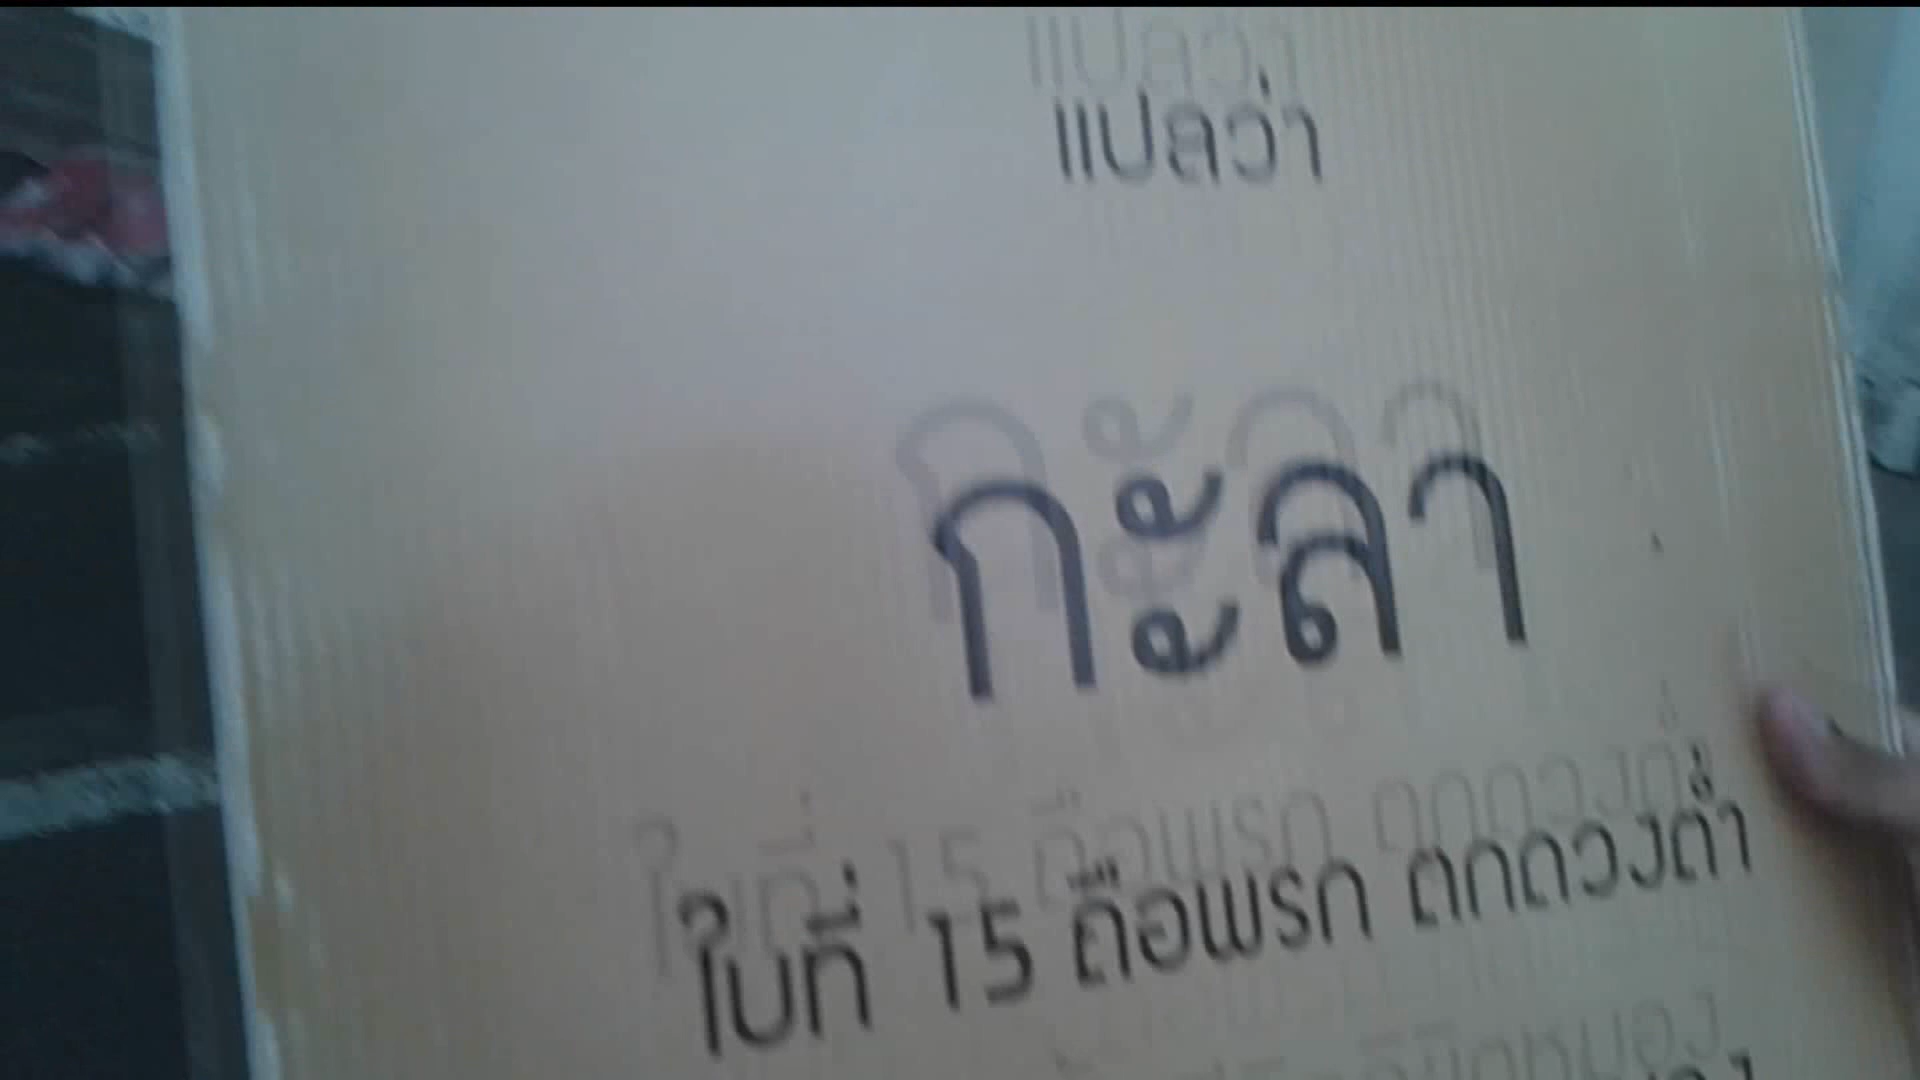 แปลว่า
กะลา
ใบที่ 15 ถือพรก ตกดวงต่ำ